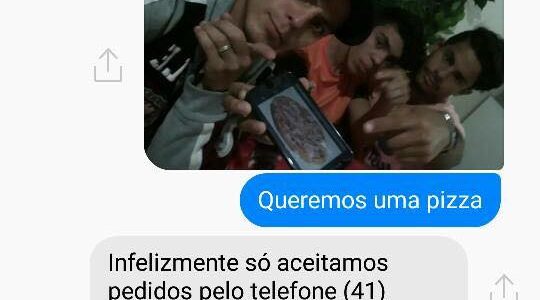 Queremos uma pizza
Infelizmente só aceitamos
pedidos pelo telefone (41)